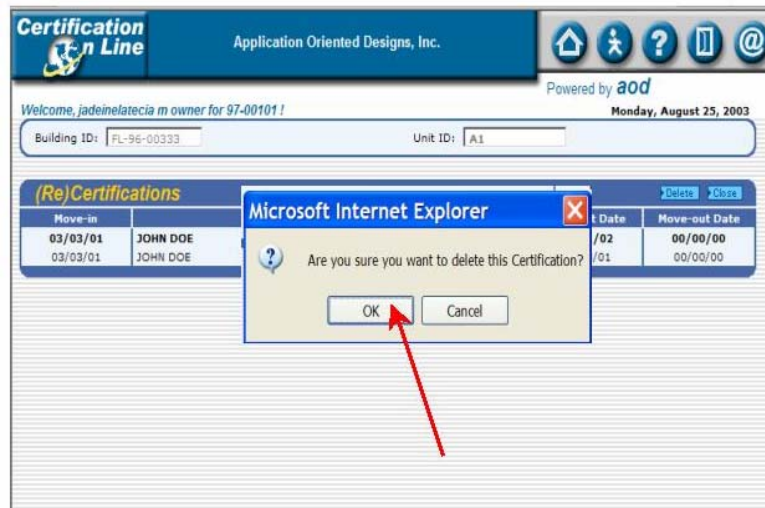 Certification
On Line
Application Oriented Designs, Inc.
Powered by aod
Welcome, jadeinelatecia m owner for 97-00101 !
Monday, August 25, 2003
Building ID: FL-96-00333 Unit ID: A1
(Re)Certifications Delete Close
Move-in t Date Move-out Date
03/03/01 JOHN DOE /02 00/00/00
03/03/01 JOHN DOE /01 00/00/00
Microsoft Internet Explorer
Are you sure you want to delete this Certification?
OK Cancel